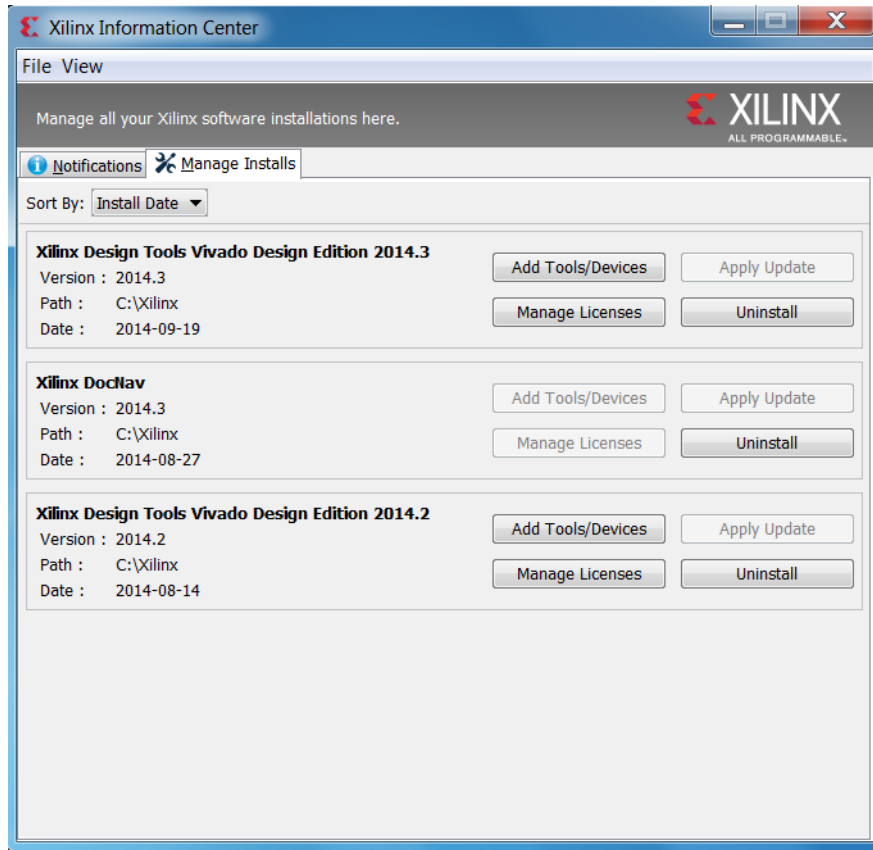 Xilinx Information Center
File View
Manage all your Xilinx software installations here.
XILINX
ALL PROGRAMMABLE™
Notifications Manage Installs
Sort By: Install Date
Xilinx Design Tools Vivado Design Edition 2014.3
Version : 2014.3
Path : C:\Xilinx
Date : 2014-09-19
Add Tools/Devices Apply Update
Manage Licenses Uninstall
Xilinx DocNav
Version : 2014.3
Path : C:\Xilinx
Date : 2014-08-27
Add Tools/Devices Apply Update
Manage Licenses Uninstall
Xilinx Design Tools Vivado Design Edition 2014.2
Version : 2014.2
Path : C:\Xilinx
Date : 2014-08-14
Add Tools/Devices Apply Update
Manage Licenses Uninstall